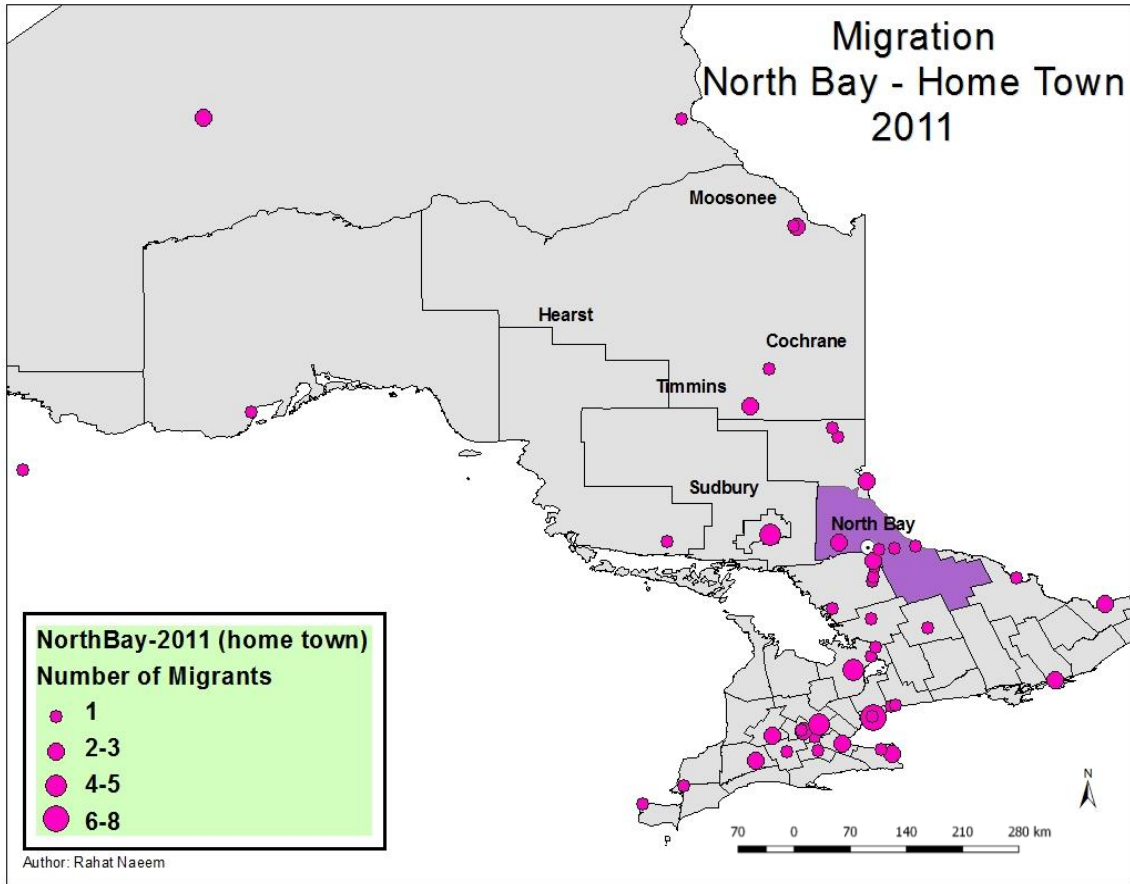 Migration
North Bay - Home Town
2011
Moosonee
Hearst
Cochrane
Timmins
Sudbury
North Bay
NorthBay-2011 (home town)
Number of Migrants
1
2-3
4-5
6-8
N
70 0 70 140 210 280 km
Author: Rahat Naeem